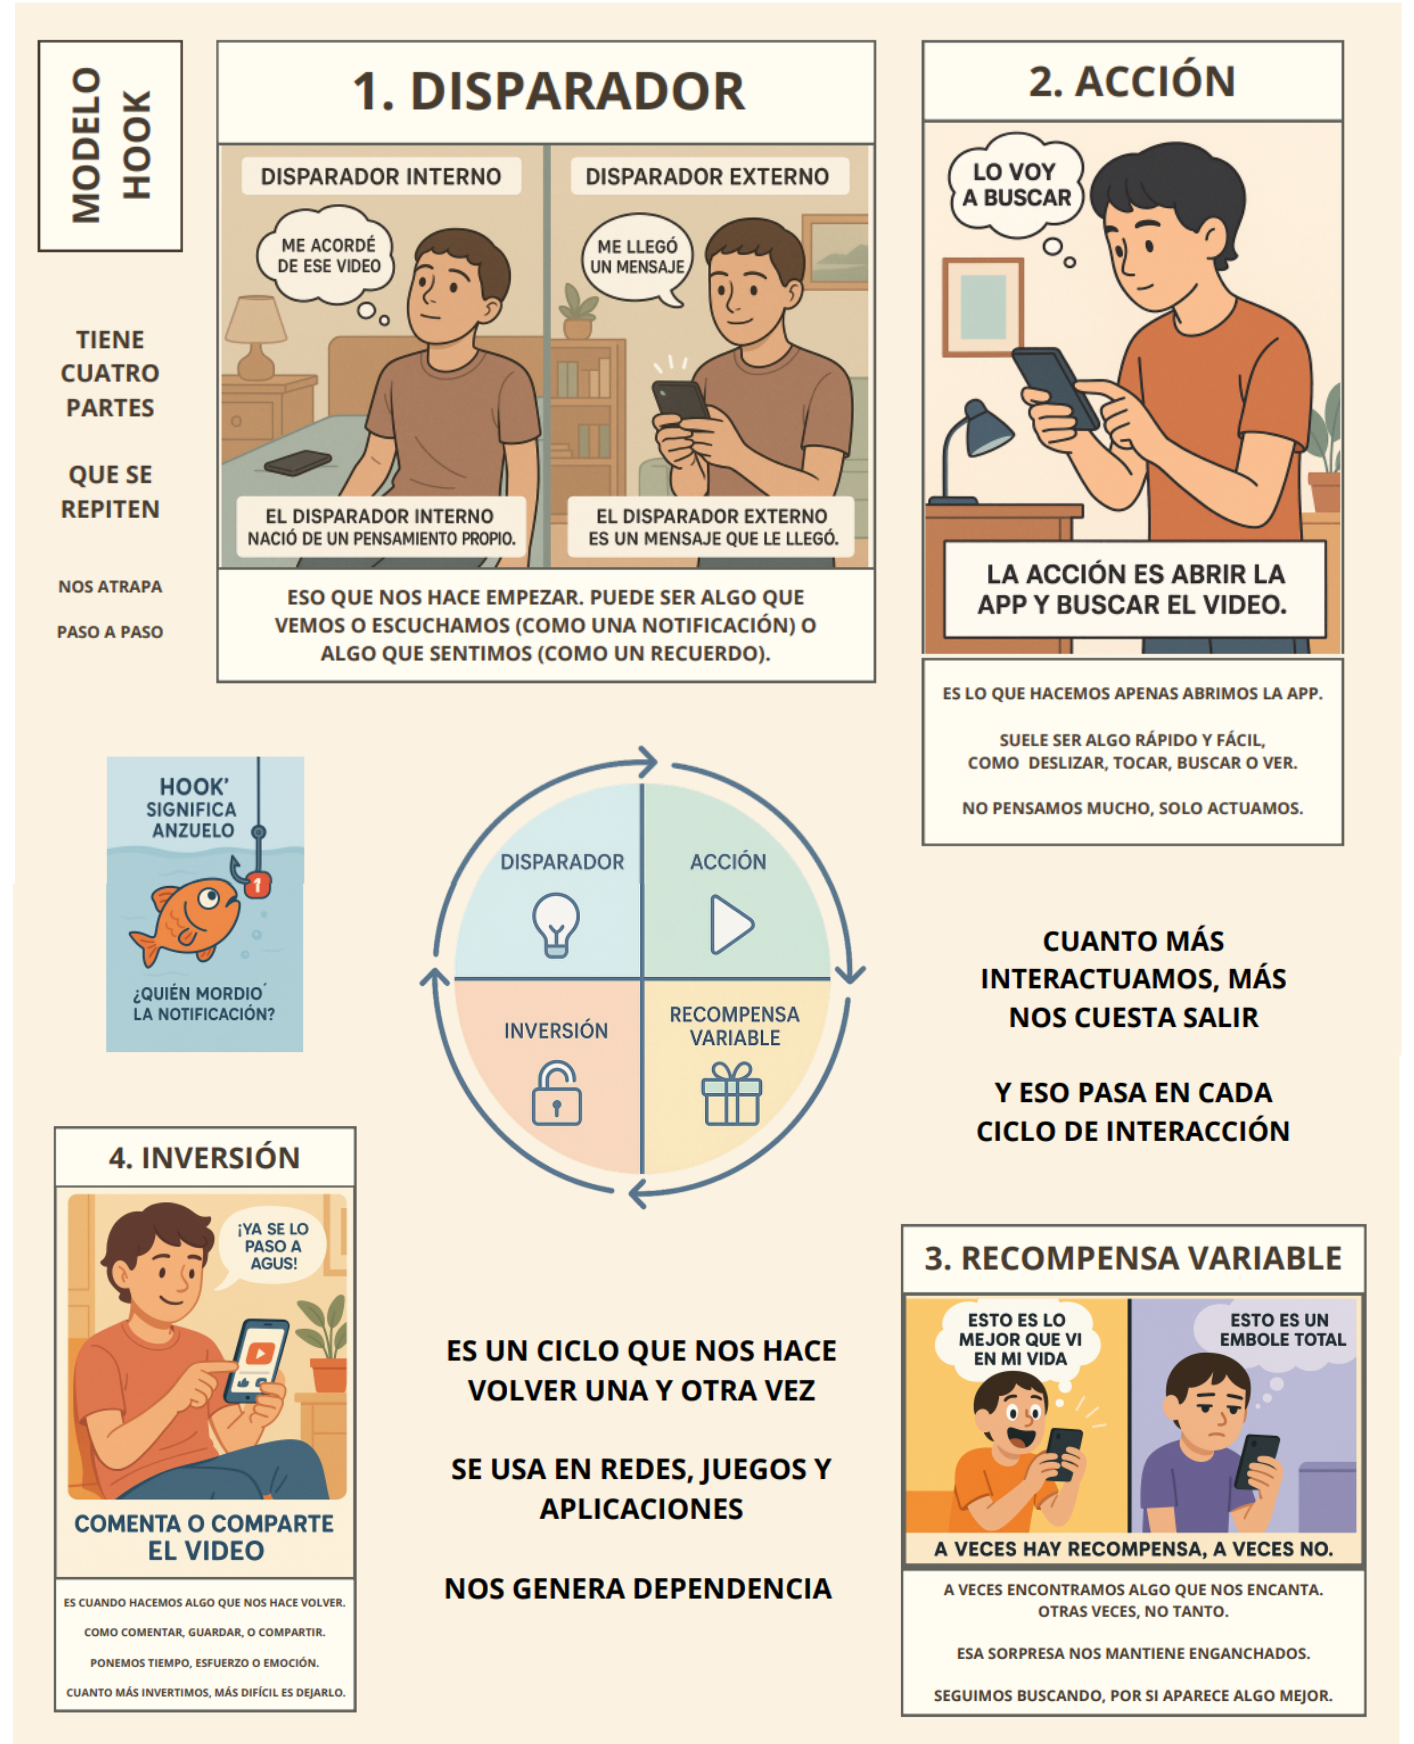 MODELO
HOOK
TIENE
CUATRO
PARTES
QUE SE
REPITEN
NOS ATRAPA
PASO A PASO
1. DISPARADOR
DISPARADOR INTERNO
ME ACORDÉ
DE ESE VIDEO
EL DISPARADOR INTERNO
NACIÓ DE UN PENSAMIENTO PROPIO.
DISPARADOR EXTERNO
ME LLEGÓ
UN MENSAJE
EL DISPARADOR EXTERNO
ES UN MENSAJE QUE LE LLEGÓ.
ESO QUE NOS HACE EMPEZAR. PUEDE SER ALGO QUE
VEMOS O ESCUCHAMOS (COMO UNA NOTIFICACIÓN) O
ALGO QUE SENTIMOS (COMO UN RECUERDO).
2. ACCIÓN
LO VOY
A BUSCAR
LA ACCIÓN ES ABRIR LA
APP Y BUSCAR EL VIDEO.
ES LO QUE HACEMOS APENAS ABRIMOS LA APP.
SUELE SER ALGO RÁPIDO Y FÁCIL,
COMO DESLIZAR, TOCAR, BUSCAR O VER.
NO PENSAMOS MUCHO, SOLO ACTUAMOS.
HOOK'
SIGNIFICA
ANZUELO
1
¿QUIÉN MORDIO´
LA NOTIFICACIÓN?
DISPARADOR
ACCIÓN
INVERSIÓN
RECOMPENSA
VARIABLE
CUANTO MÁS
INTERACTUAMOS, MÁS
NOS CUESTA SALIR
Y ESO PASA EN CADA
CICLO DE INTERACCIÓN
4. INVERSIÓN
¡YA SE LO
PASO A
AGUS!
COMENTA O COMPARTE
EL VIDEO
ES CUANDO HACEMOS ALGO QUE NOS HACE VOLVER.
COMO COMENTAR, GUARDAR, O COMPARTIR.
PONEMOS TIEMPO, ESFUERZO O EMOCIÓN.
CUANTO MÁS INVERTIMOS, MÁS DIFÍCIL ES DEJARLO.
ES UN CICLO QUE NOS HACE
VOLVER UNA Y OTRA VEZ
SE USA EN REDES, JUEGOS Y
APLICACIONES
NOS GENERA DEPENDENCIA
3. RECOMPENSA VARIABLE
ESTO ES LO
MEJOR QUE VI
EN MI VIDA
ESTO ES UN
EMBOLE TOTAL
A VECES HAY RECOMPENSA, A VECES NO.
A VECES ENCONTRAMOS ALGO QUE NOS ENCANTA.
OTRAS VECES, NO TANTO.
ESA SORPRESA NOS MANTIENE ENGANCHADOS.
SEGUIMOS BUSCANDO, POR SI APARECE ALGO MEJOR.